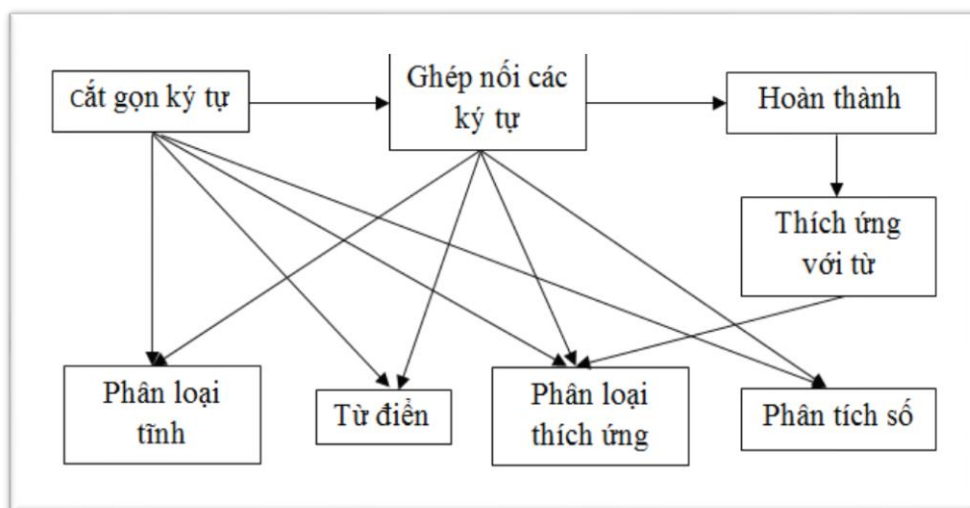 Cắt gọn ký tự
Ghép nối các
ký tự
Hoàn thành
Thích ứng
với từ
Phân loại
tĩnh
Từ điển
Phân loại
thích ứng
Phân tích số